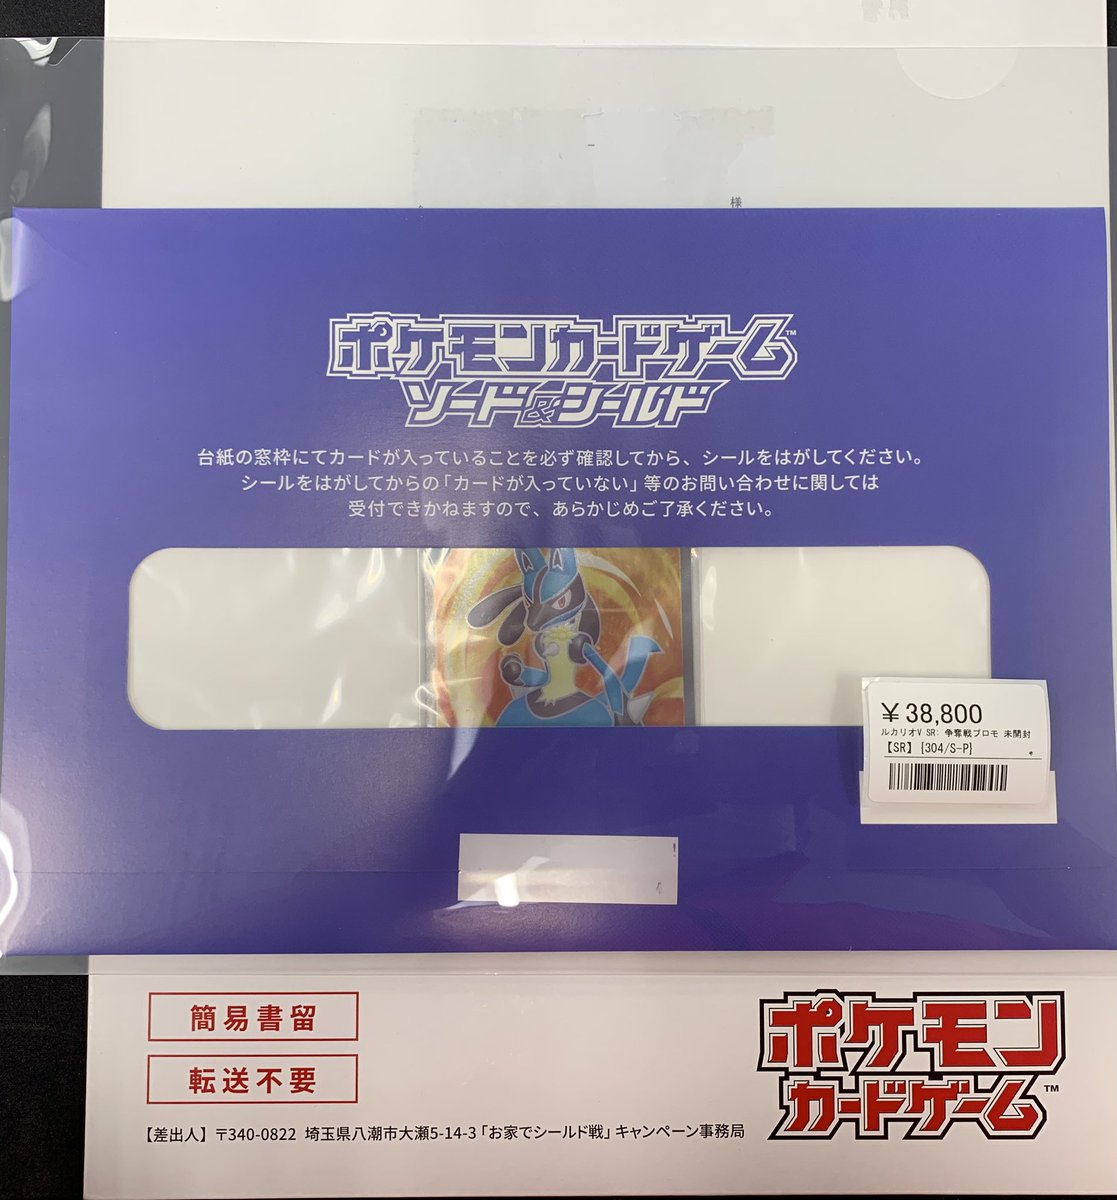 様
ポケモンカードゲーム™
ソード&シールド
台紙の窓枠にてカードが入っていることを必ず確認してから、シールをはがしてください。
シールをはがしてからの「カードが入っていない」等のお問い合わせに関しては
受付できかねますので、あらかじめご了承ください。
¥38,800
ルカリオV SR: 争奪戦プロモ 未開封
【SR】{304/S-P}
簡易書留
転送不要
【差出人】〒340-0822 埼玉県八潮市大瀬5-14-3「お家でシールド戦」キャンペーン事務局
ポケモン
カードゲーム™